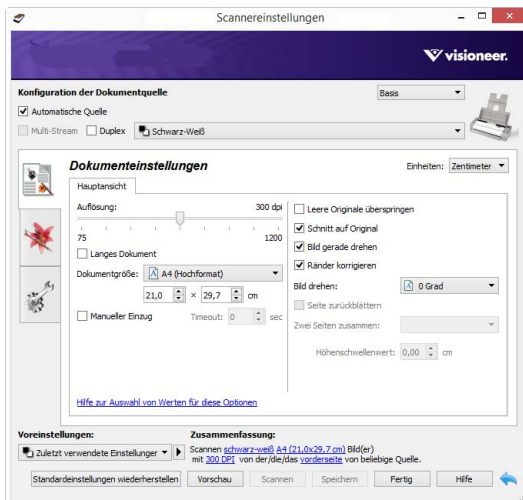 Scannereinstellungen
visioneer.
Konfiguration der Dokumentquelle
Basis
Automatische Quelle
Multi-Stream
Duplex
Schwarz-Weiß
Dokumenteinstellungen
Einheiten: Zentimeter
Hauptansicht
Auflösung: 300 dpi
75 1200
Langes Dokument
Dokumentgröße: A4 (Hochformat)
21,0 × 29,7 cm
Manueller Einzug Timeout: 0 sec
Leere Originale überspringen
Schnitt auf Original
Bild gerade drehen
Ränder korrigieren
Bild drehen: 0 Grad
Seite zurückblättern
Zwei Seiten zusammen:
Höhenschwellenwert: 0,00 cm
Hilfe zur Auswahl von Werten für diese Optionen
Voreinstellungen:
Zuletzt verwendete Einstellunger
Zusammenfassung:
Scannen schwarz-weiß A4 (21,0x29,7 cm) Bild(er)
mit 300 DPI von der/die/das vorderseite von beliebige Quelle.
Standardeinstellungen wiederherstellen Vorschau Scannen Speichern Fertig Hilfe